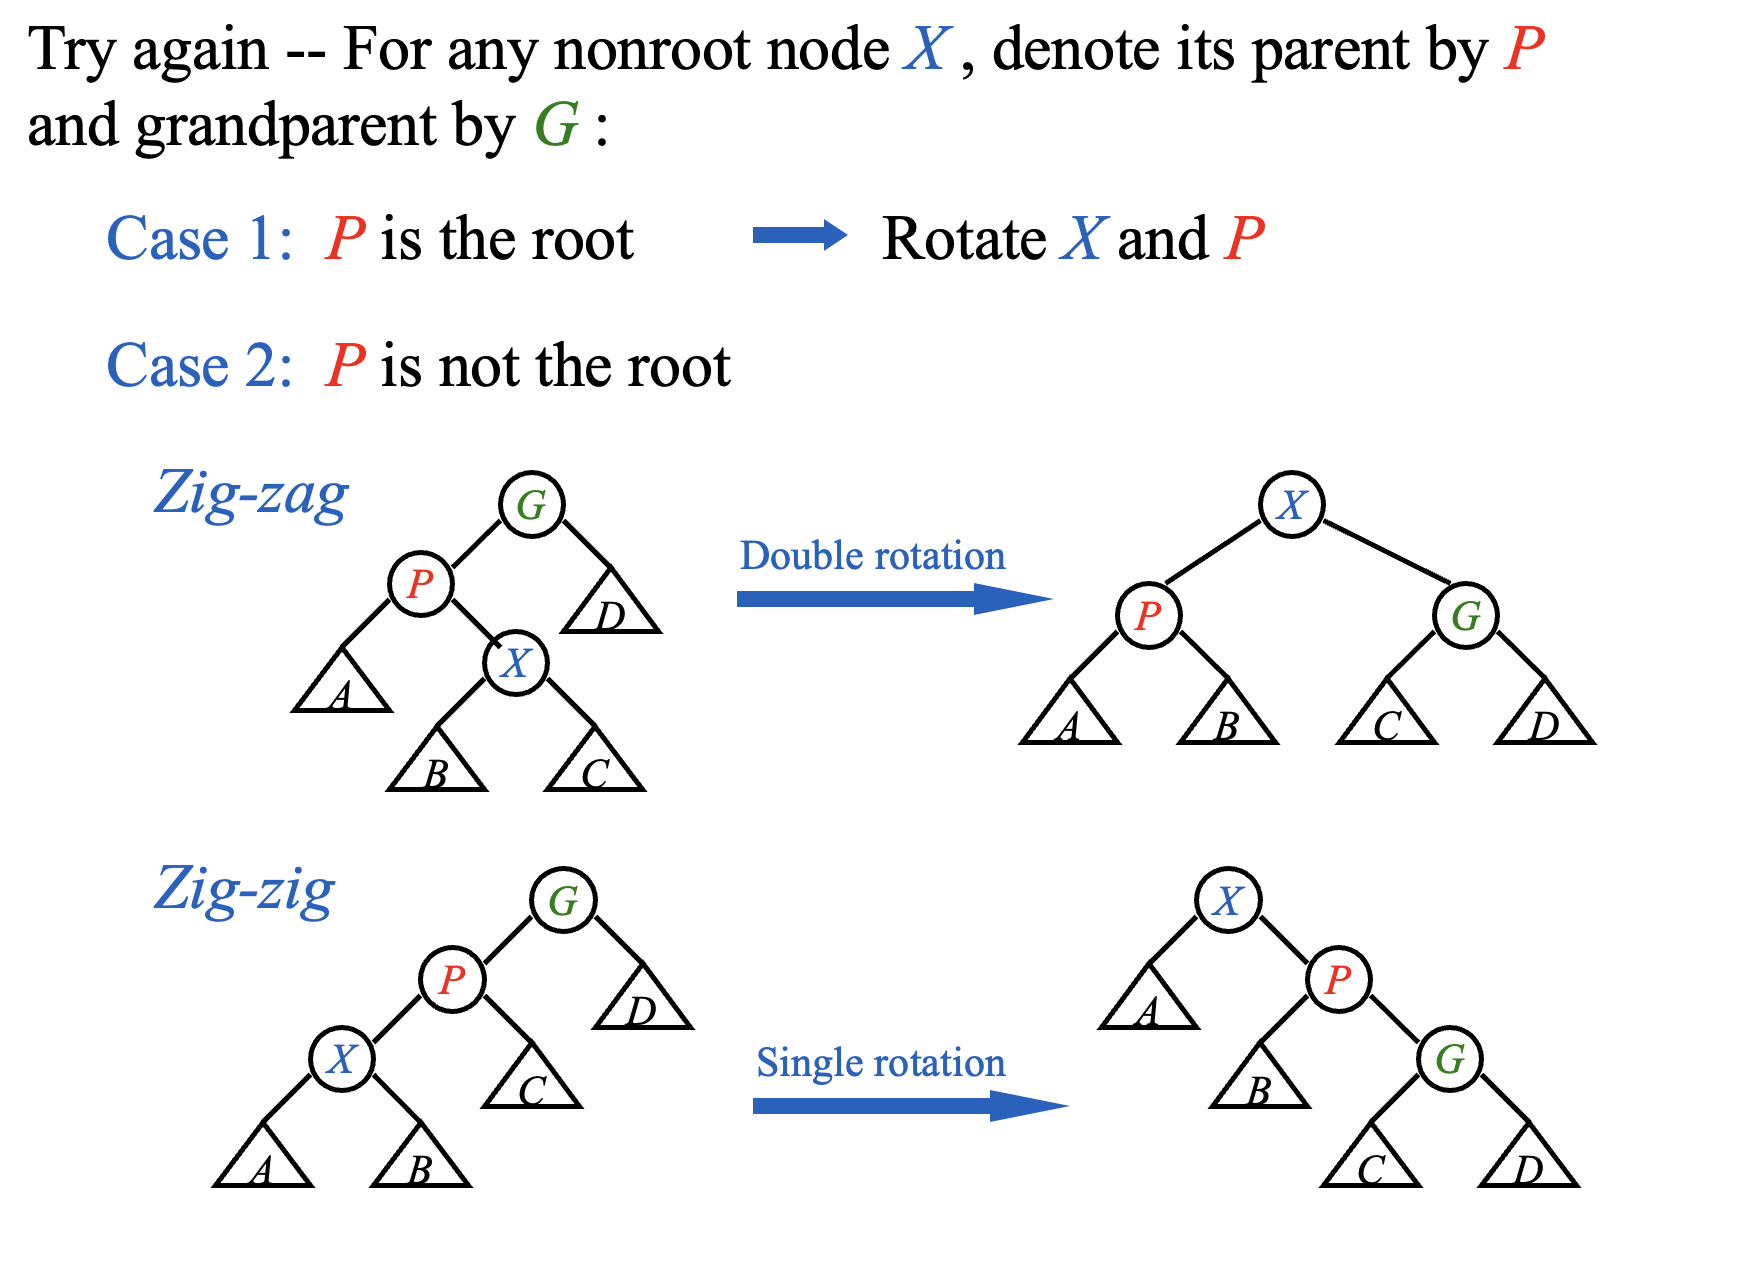 Try again -- For any nonroot node X , denote its parent by P
and grandparent by G :
Case 1: P is the root
Rotate X and P
Case 2: P is not the root
Zig-zag
G
P
D
X
A
B
C
Double rotation
X
P
G
A
B
C
D
Zig-zig
G
P
D
X
C
A
B
Single rotation
X
A
P
B
G
C
D